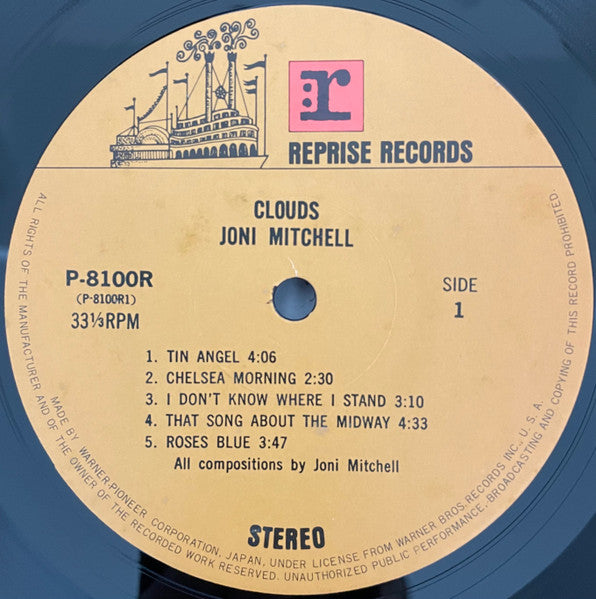 r
REPRISE RECORDS
CLOUDS
JONI MITCHELL
P-8100R
(P-8100R1)
33⅓RPM
SIDE
1
1. TIN ANGEL 4:06
2. CHELSEA MORNING 2:30
3. I DON'T KNOW WHERE I STAND 3:10
4. THAT SONG ABOUT THE MIDWAY 4:33
5. ROSES BLUE 3:47
All compositions by Joni Mitchell
STEREO
MADE BY WARNER-PIONEER CORPORATION, JAPAN, UNDER LICENSE FROM WARNER BROS. RECORDS INC., U. S. A.
ALL RIGHTS OF THE MANUFACTURER AND OF THE OWNER OF THE RECORDED WORK RESERVED. UNAUTHORIZED PUBLIC PERFORMANCE, BROADCASTING AND COPYING OF THIS RECORD PROHIBITED.